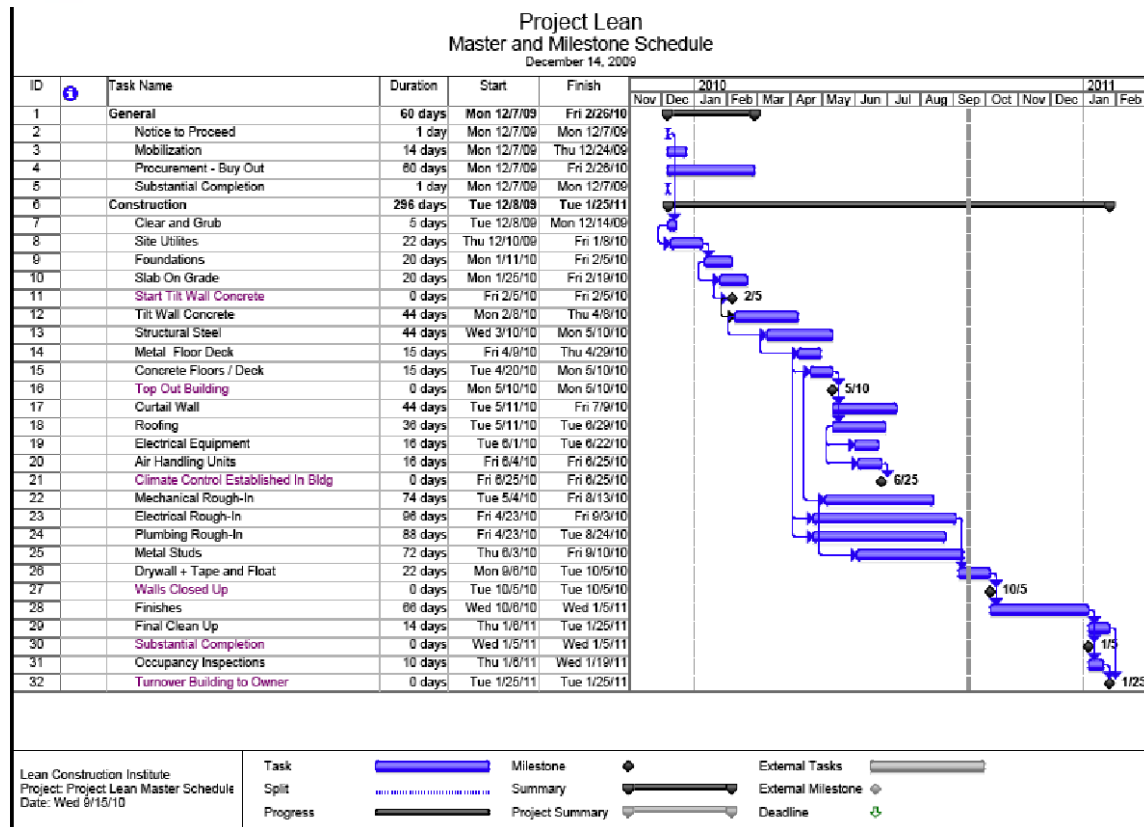 Project Lean
Master and Milestone Schedule
December 14, 2009
ID Task Name Duration Start Finish 2010 2011
Nov Dec Jan Feb Mar Apr May Jun Jul Aug Sep Oct Nov Dec Jan Feb
1 General 60 days Mon 12/7/09 Fri 2/26/10
2 Notice to Proceed 1 day Mon 12/7/09 Mon 12/7/09
3 Mobilization 14 days Mon 12/7/09 Thu 12/24/09
4 Procurement - Buy Out 60 days Mon 12/7/09 Fri 2/26/10
5 Substantial Completion 1 day Mon 12/7/09 Mon 12/7/09
6 Construction 296 days Tue 12/8/09 Tue 1/25/11
7 Clear and Grub 5 days Tue 12/8/09 Mon 12/14/09
8 Site Utilites 22 days Thu 12/10/09 Fri 1/8/10
9 Foundations 20 days Mon 1/11/10 Fri 2/5/10
10 Slab On Grade 20 days Mon 1/25/10 Fri 2/19/10
11 Start Tilt Wall Concrete 0 days Fri 2/5/10 Fri 2/5/10 2/5
12 Tilt Wall Concrete 44 days Mon 2/8/10 Thu 4/8/10
13 Structural Steel 44 days Wed 3/10/10 Mon 5/10/10
14 Metal Floor Deck 15 days Fri 4/9/10 Thu 4/29/10
15 Concrete Floors / Deck 15 days Tue 4/20/10 Mon 5/10/10
16 Top Out Building 0 days Mon 5/10/10 Mon 5/10/10 5/10
17 Curtain Wall 44 days Tue 5/11/10 Fri 7/9/10
18 Roofing 36 days Tue 5/11/10 Tue 6/29/10
19 Electrical Equipment 16 days Tue 6/1/10 Tue 6/22/10
20 Air Handling Units 16 days Fri 6/4/10 Fri 6/25/10
21 Climate Control Established In Bldg 0 days Fri 6/25/10 Fri 6/25/10 6/25
22 Mechanical Rough-In 74 days Tue 5/4/10 Fri 8/13/10
23 Electrical Rough-In 96 days Fri 4/23/10 Fri 9/3/10
24 Plumbing Rough-In 88 days Fri 4/23/10 Tue 8/24/10
25 Metal Studs 72 days Thu 6/3/10 Fri 9/10/10
26 Drywall + Tape and Float 22 days Mon 9/6/10 Tue 10/5/10
27 Walls Closed Up 0 days Tue 10/5/10 Tue 10/5/10 10/5
28 Finishes 66 days Wed 10/6/10 Wed 1/5/11
29 Final Clean Up 14 days Thu 1/6/11 Tue 1/25/11
30 Substantial Completion 0 days Wed 1/5/11 Wed 1/5/11 1/5
31 Occupancy Inspections 10 days Thu 1/6/11 Wed 1/19/11
32 Turnover Building to Owner 0 days Tue 1/25/11 Tue 1/25/11 1/25
Lean Construction Institute
Project: Project Lean Master Schedule
Date: Wed 9/15/10
Task Milestone External Tasks
Split Summary External Milestone
Progress Project Summary Deadline